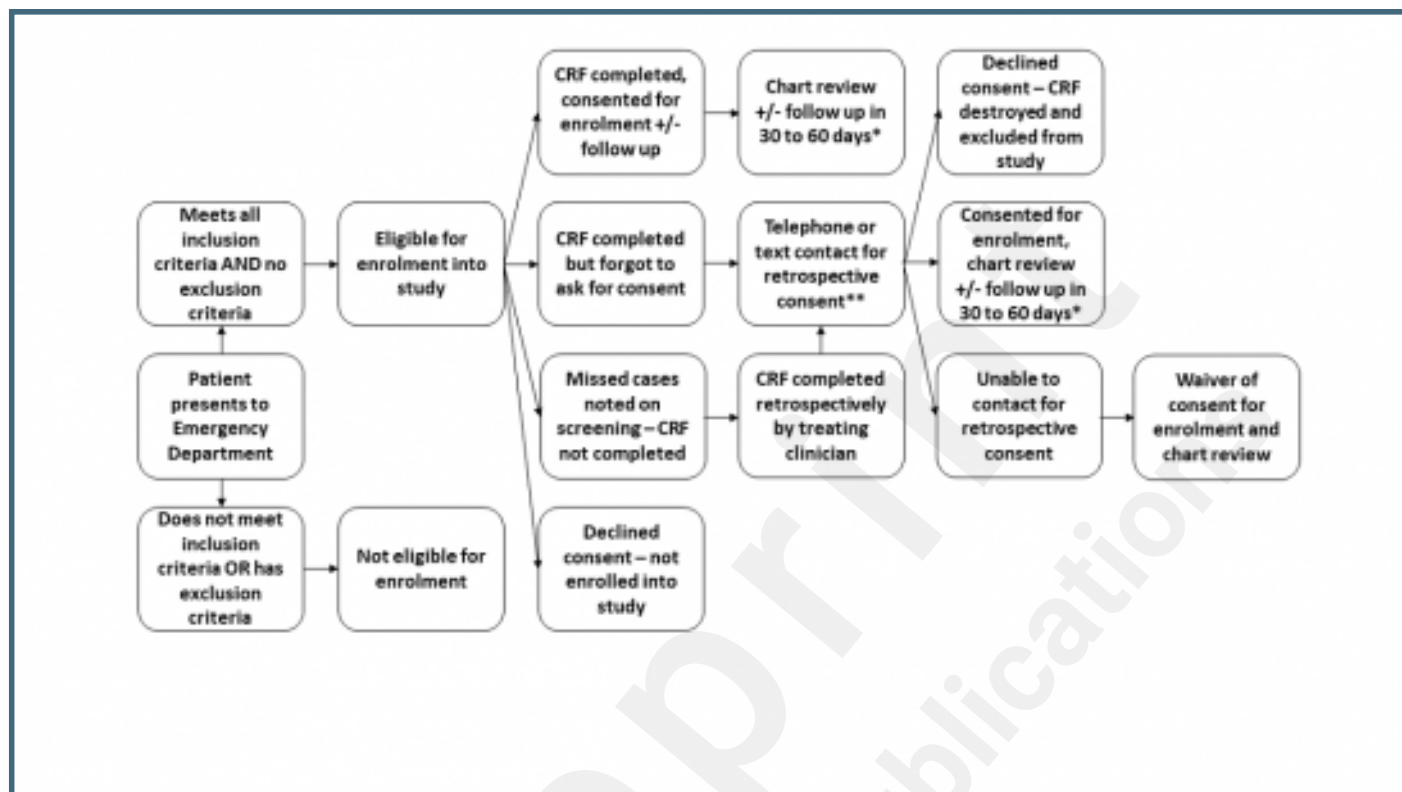 CRF completed,
consented for
enrolment +/-
follow up
Chart review
+/- follow up in
30 to 60 days*
Declined
consent – CRF
destroyed and
excluded from
study
Meets all
inclusion
criteria AND no
exclusion
criteria
Eligible for
enrolment into
study
CRF completed
but forgot to
ask for consent
Telephone or
text contact for
retrospective
consent**
Consented for
enrolment,
chart review
+/- follow up in
30 to 60 days*
Patient
presents to
Emergency
Department
Missed cases
noted on
screening – CRF
not completed
CRF completed
retrospectively
by treating
clinician
Unable to
contact for
retrospective
consent
Waiver of
consent for
enrolment and
chart review
Does not meet
inclusion
criteria OR has
exclusion
criteria
Not eligible for
enrolment
Declined
consent – not
enrolled into
study